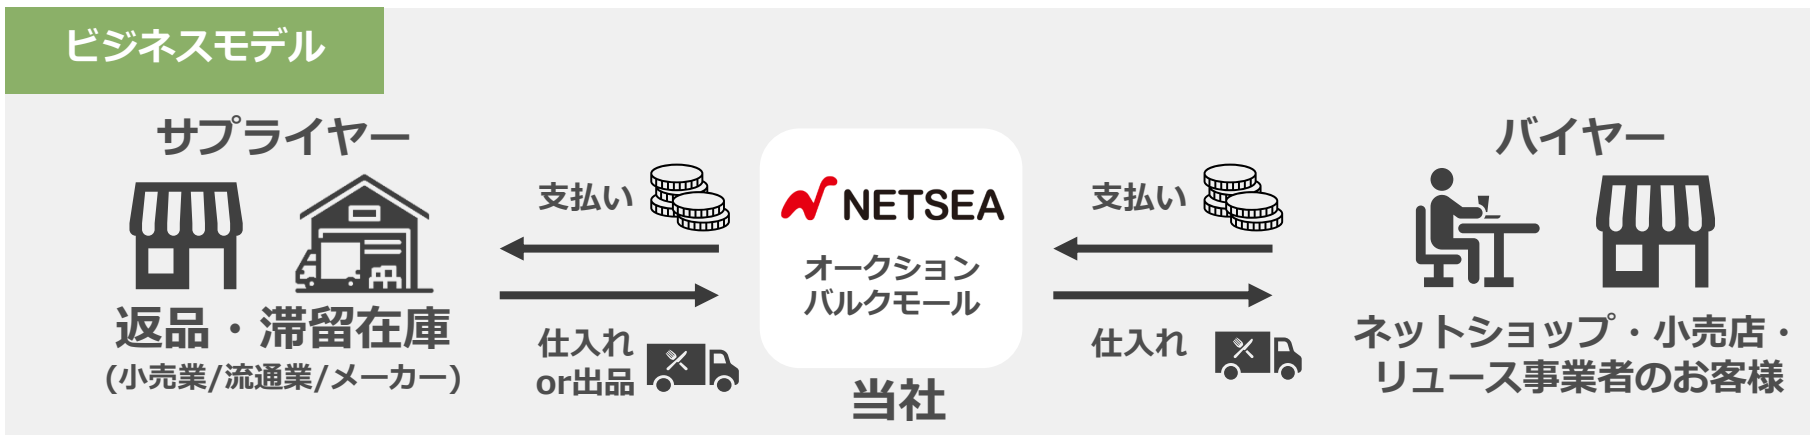 ビジネスモデル
サプライヤー
返品・滞留在庫
(小売業/流通業/メーカー)
支払い
仕入れ
or出品
NETSEA
オークション
バルクモール
当社
支払い
仕入れ
バイヤー
ネットショップ・小売店・
リュース事業者のお客様